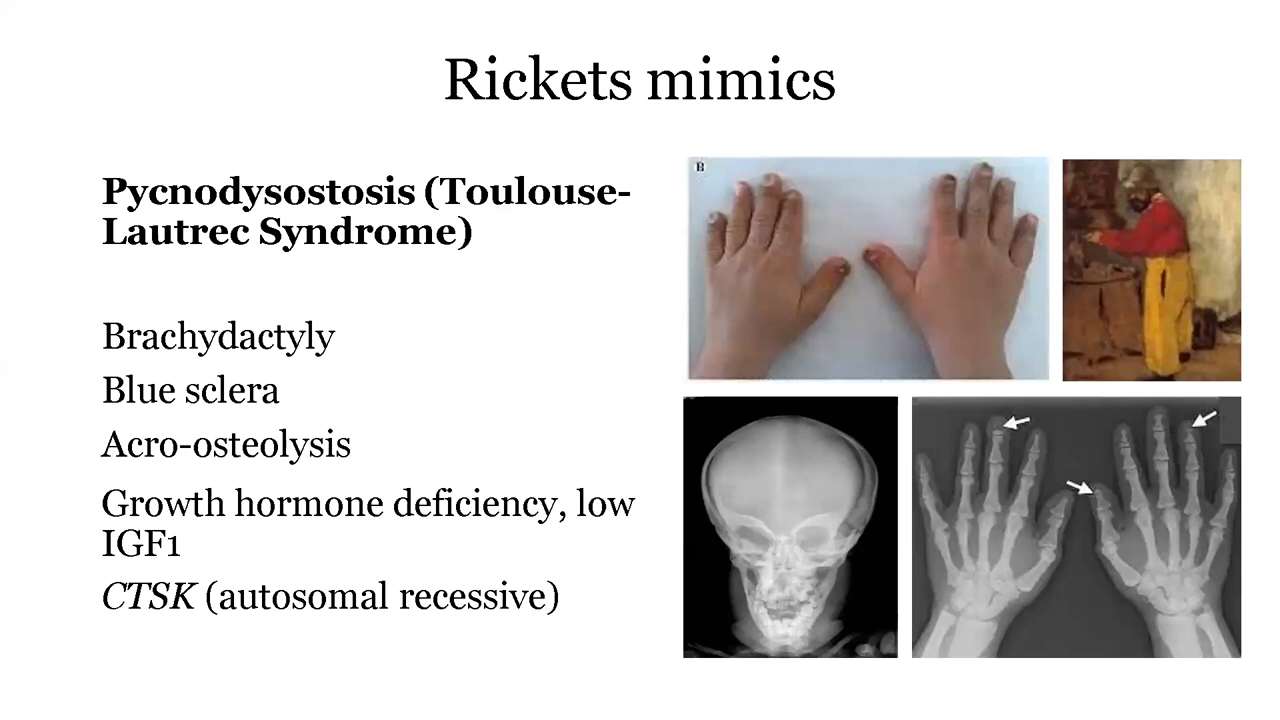 Rickets mimics
Pycnodysostosis (Toulouse-
Lautrec Syndrome)
Brachydactyly
Blue sclera
Acro-osteolysis
Growth hormone deficiency, low
IGF1
CTSK (autosomal recessive)
B